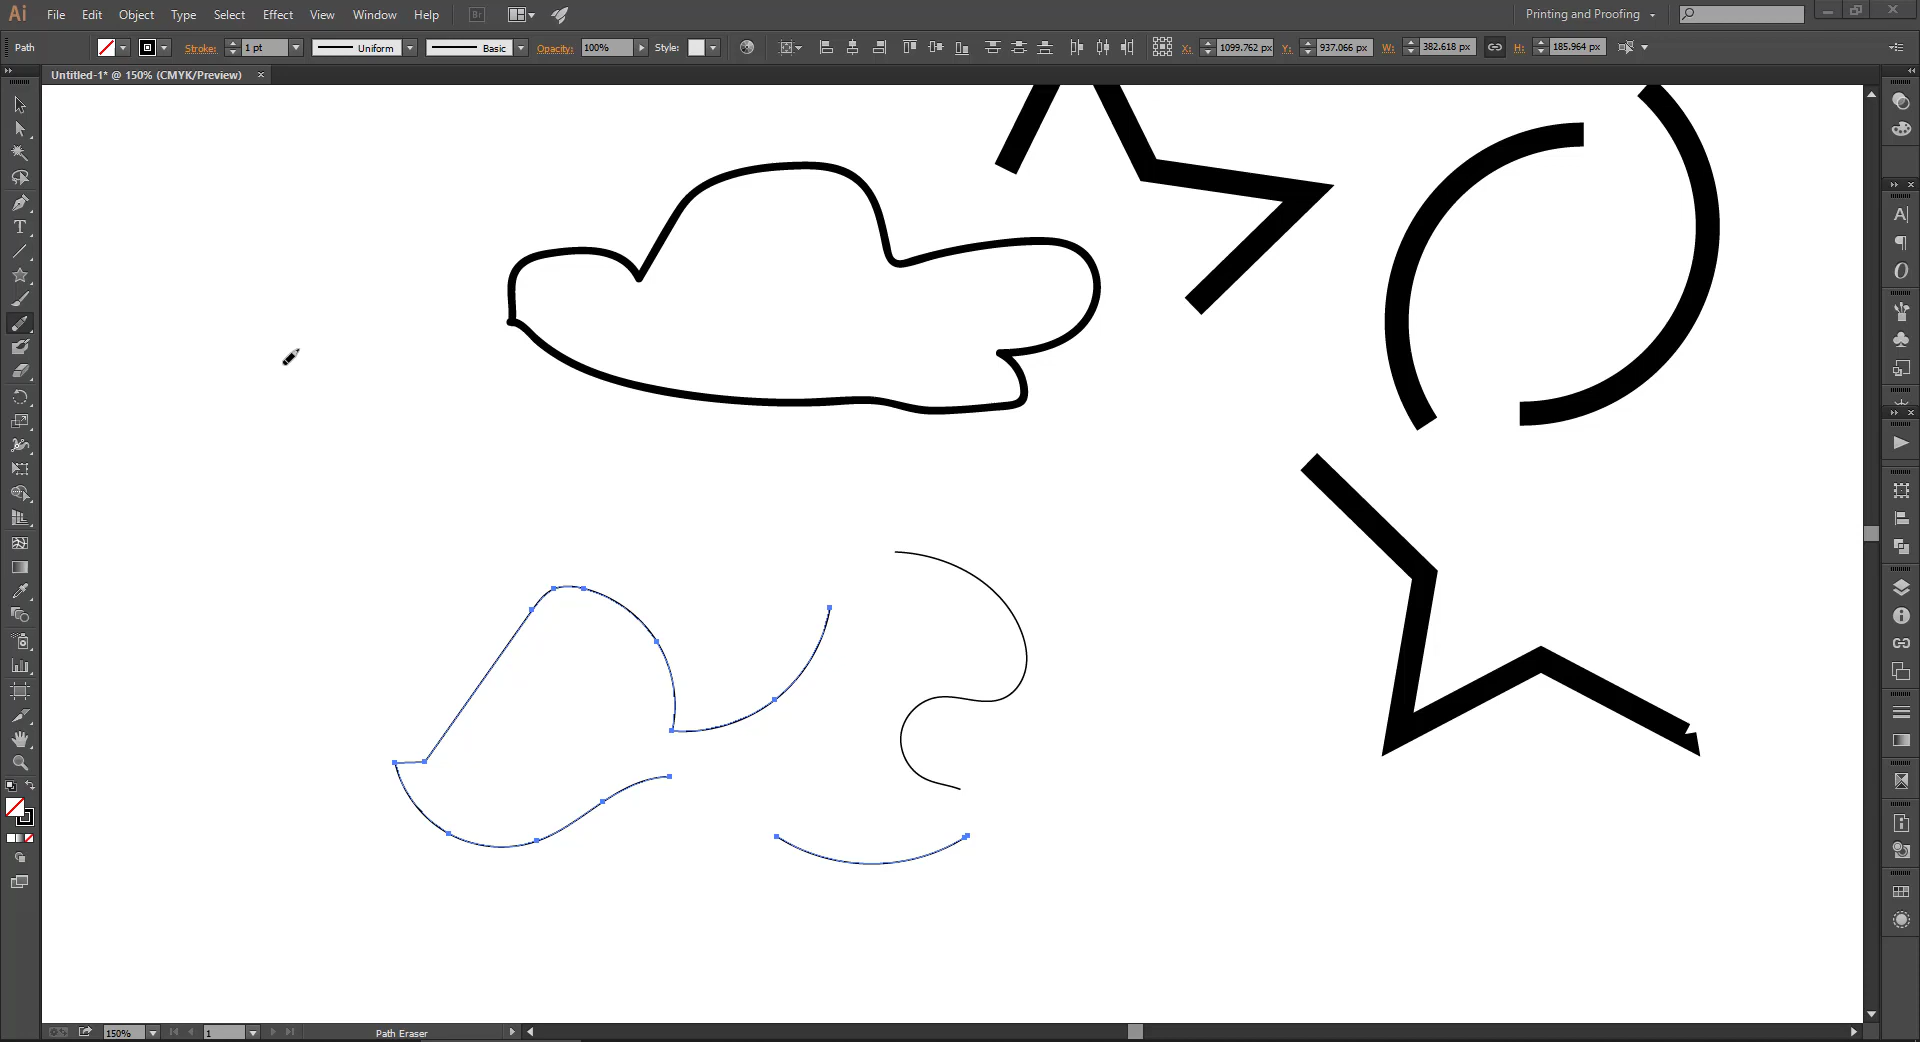 Ai File Edit Object Type Select Effect View Window Help Br Printing and Proofing
Path Stroke: 1 pt Uniform Basic Opacity: 100% Style: X: 1099.762 px Y: 937.066 px W: 382.618 px H: 185.964 px
Untitled-1* @ 150% (CMYK/Preview) ×
150% 1 Path Eraser